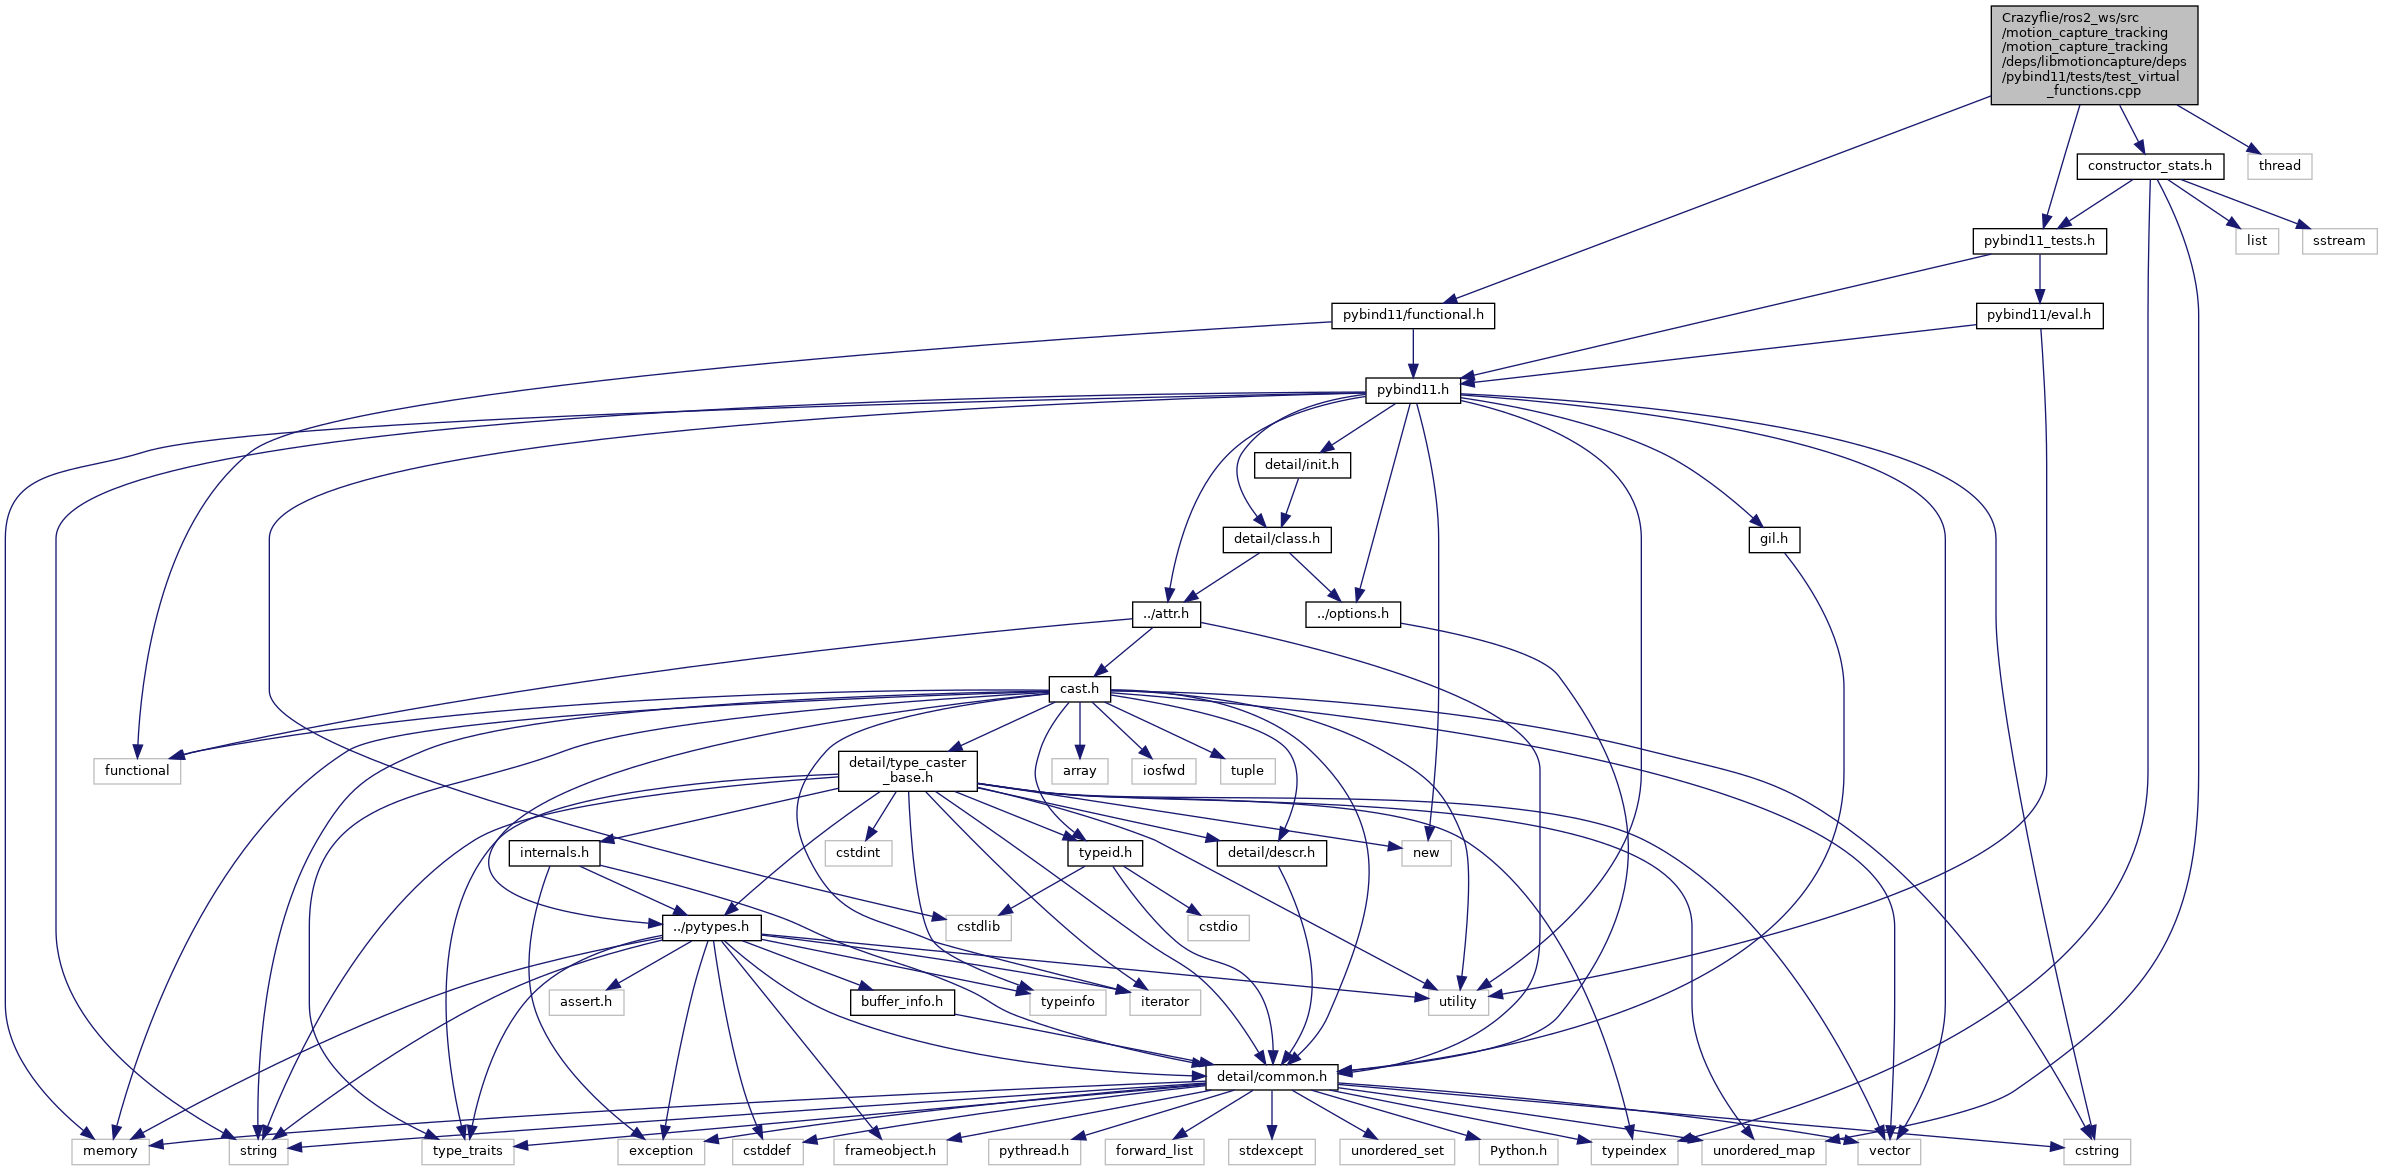 Crazyflie/ros2_ws/src
/motion_capture_tracking
/motion_capture_tracking
/deps/libmotioncapture/deps
/pybind11/tests/test_virtual
_functions.cpp
constructor_stats.h
thread
pybind11_tests.h
list
sstream
pybind11/functional.h
pybind11/eval.h
pybind11.h
detail/init.h
detail/class.h
gil.h
../attr.h
../options.h
cast.h
functional
detail/type_caster
_base.h
array
iosfwd
tuple
internals.h
cstdint
typeid.h
detail/descr.h
new
../pytypes.h
cstdlib
cstdio
assert.h
buffer_info.h
typeinfo
iterator
utility
detail/common.h
memory
string
type_traits
exception
cstddef
frameobject.h
pythread.h
forward_list
stdexcept
unordered_set
Python.h
typeindex
unordered_map
vector
cstring